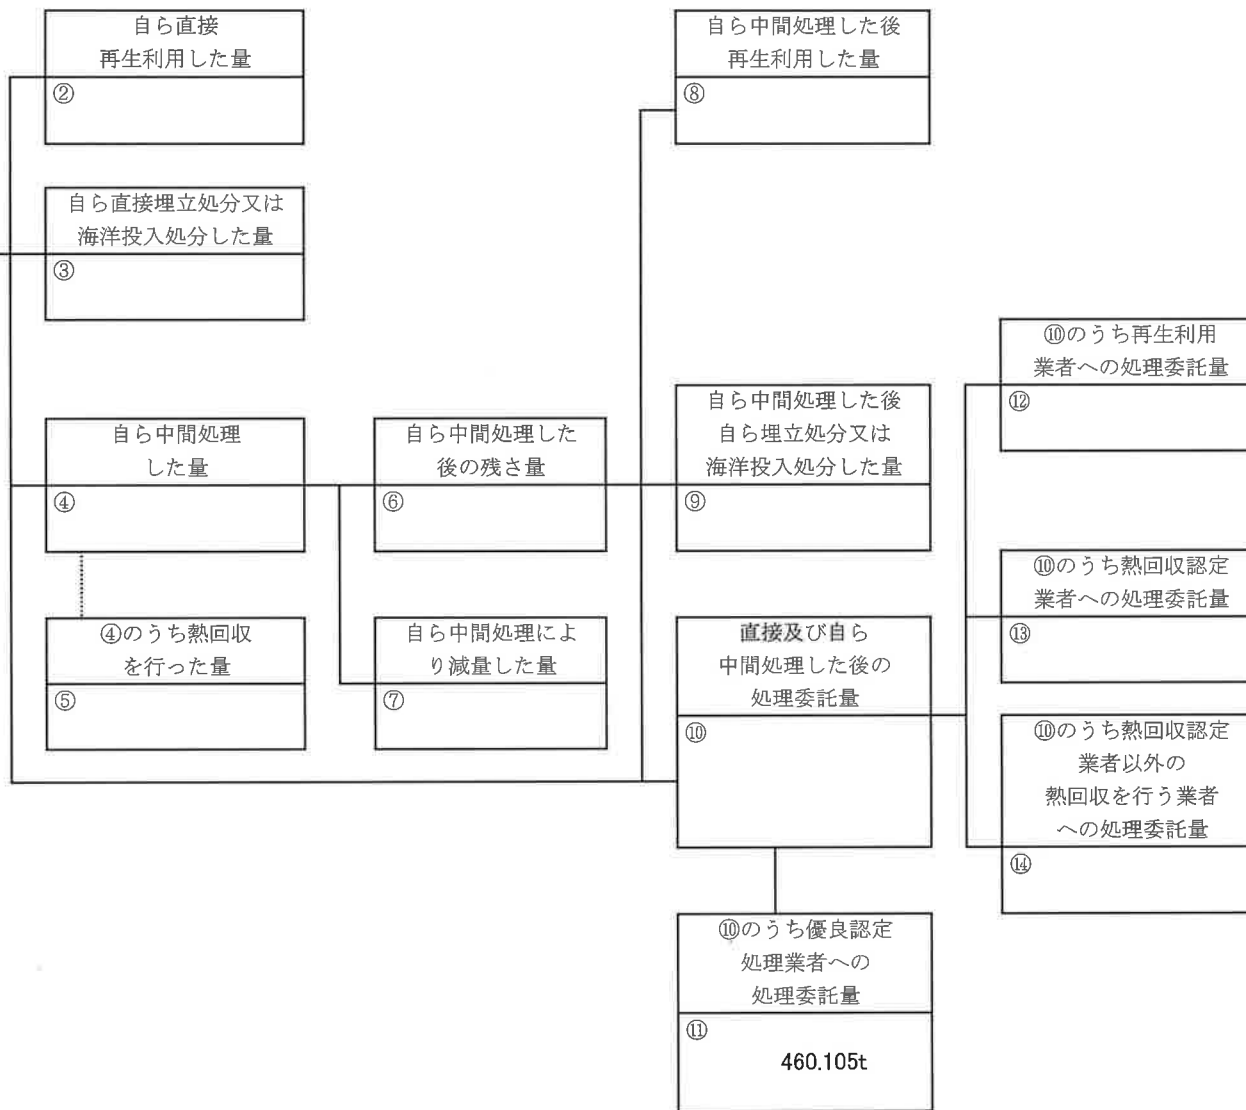 自ら直接
再生利用した量
②
自ら中間処理した後
再生利用した量
⑧
自ら直接埋立処分又は
海洋投入処分した量
③
⑩のうち再生利用
業者への処理委託量
⑫
自ら中間処理
した量
④
自ら中間処理した
後の残さ量
⑥
自ら中間処理した後
自ら埋立処分又は
海洋投入処分した量
⑨
⑩のうち熱回収認定
業者への処理委託量
⑬
④のうち熱回収
を行った量
⑤
自ら中間処理によ
り減量した量
⑦
直接及び自ら
中間処理した後の
処理委託量
⑩
⑩のうち熱回収認定
業者以外の
熱回収を行う業者
への処理委託量
⑭
⑩のうち優良認定
処理業者への
処理委託量
⑪
460.105t